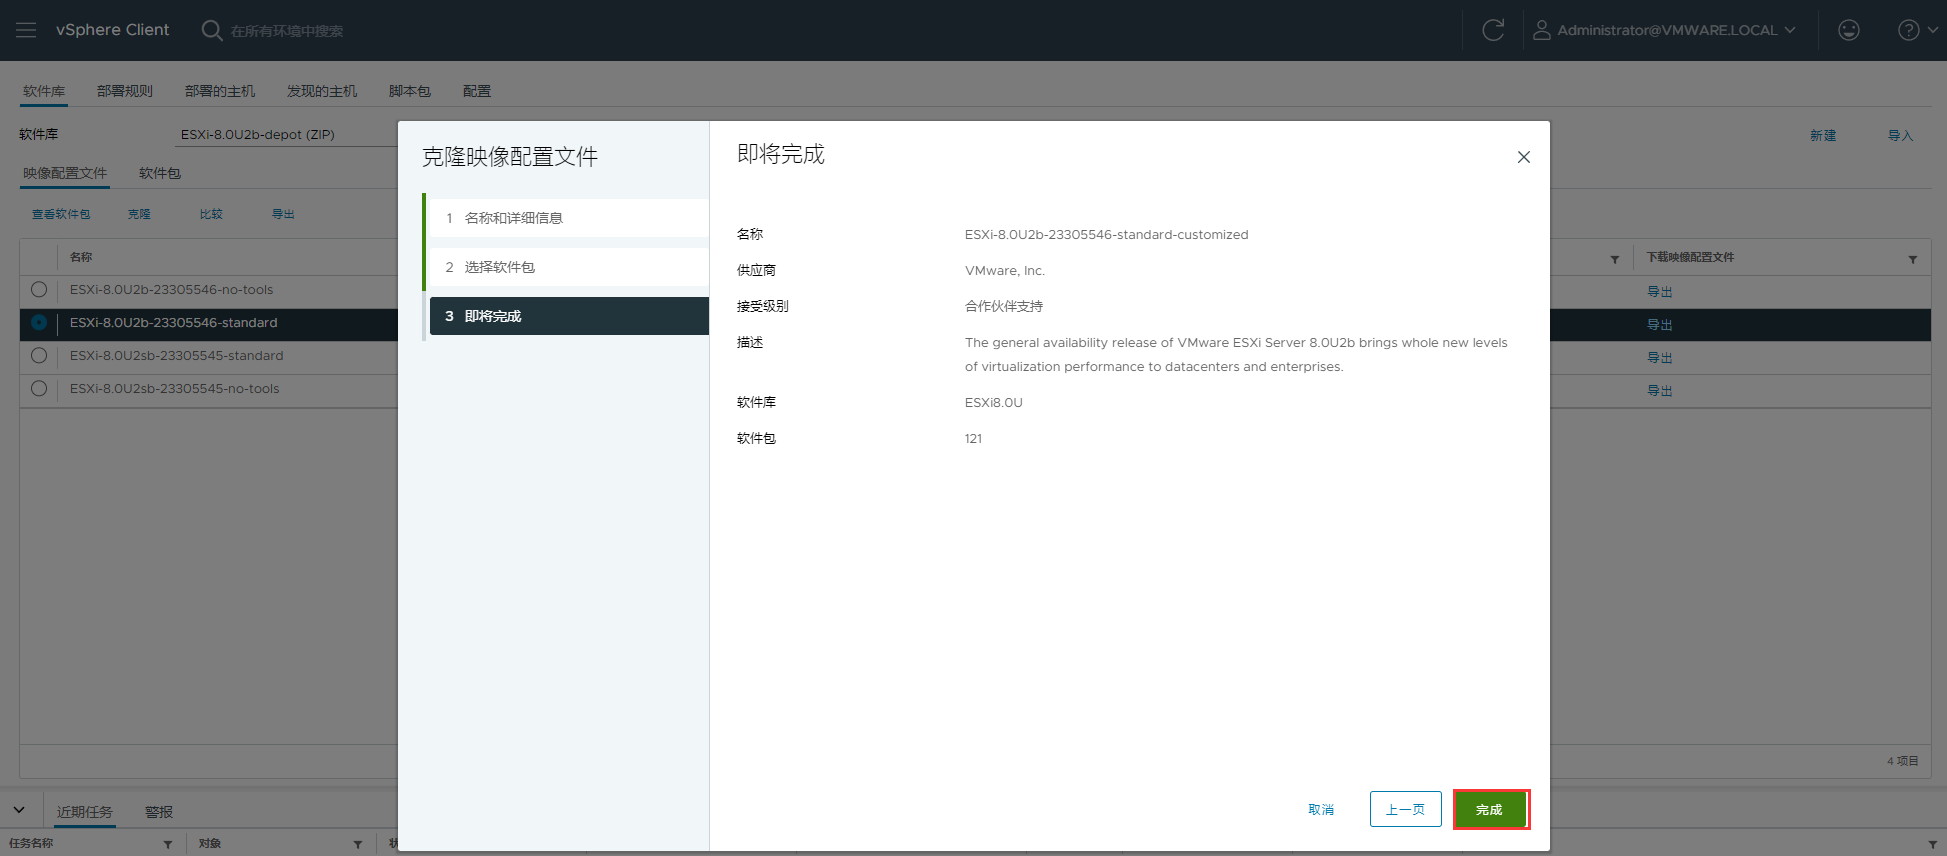 vSphere Client
在所有环境中搜索
Administrator@VMWARE.LOCAL
软件库 部署规则 部署的主机 发现的主机 脚本包 配置
软件库 ESXi-8.0U2b-depot (ZIP) 新建 导入
映像配置文件 软件包
查看软件包 克隆 比较 导出
名称 下载映像配置文件
ESXi-8.0U2b-23305546-no-tools 导出
ESXi-8.0U2b-23305546-standard 导出
ESXi-8.0U2sb-23305545-standard 导出
ESXi-8.0U2sb-23305545-no-tools 导出
4 项目
近期任务 警报
任务名称 对象
克隆映像配置文件
1 名称和详细信息
2 选择软件包
3 即将完成
即将完成
名称 ESXi-8.0U2b-23305546-standard-customized
供应商 VMware, Inc.
接受级别 合作伙伴支持
描述 The general availability release of VMware ESXi Server 8.0U2b brings whole new levels
of virtualization performance to datacenters and enterprises.
软件库 ESXi8.0U
软件包 121
取消 上一页 完成